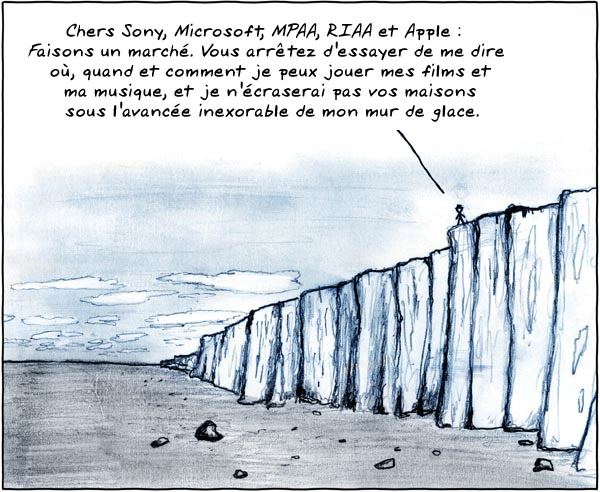 Chers Sony, Microsoft, MPAA, RIAA et Apple :
Faisons un marché. Vous arrêtez d'essayer de me dire
où, quand et comment je peux jouer mes films et
ma musique, et je n'écraserai pas vos maisons
sous l'avancée inexorable de mon mur de glace.